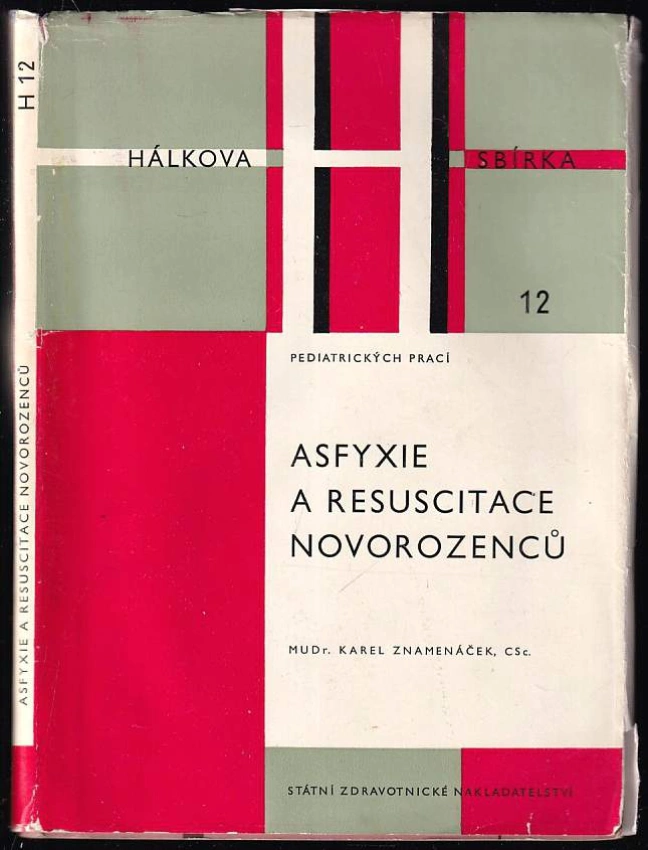 H 12
ASFYXIE A RESUSCITACE NOVOROZENCŮ
HÁLKOVA H SBÍRKA
12
PEDIATRICKÝCH PRACÍ
ASFYXIE
A RESUSCITACE
NOVOROZENCŮ
MUDr. KAREL ZNAMENÁČEK, CSc.
STÁTNÍ ZDRAVOTNICKÉ NAKLADATELSTVÍ